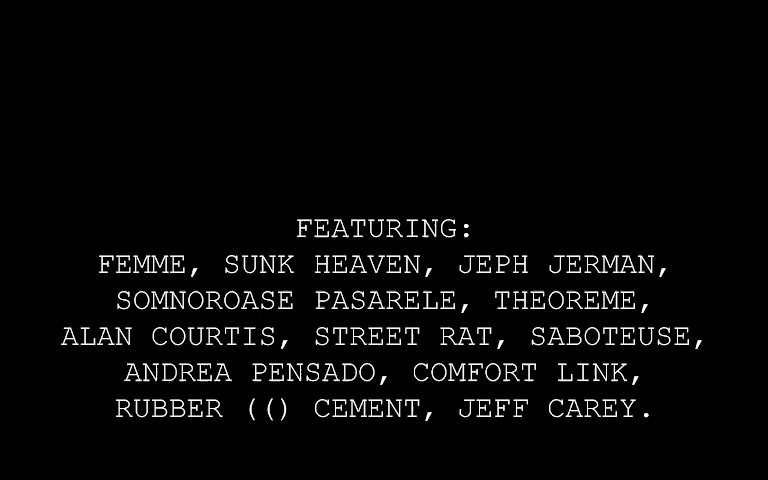 FEATURING:
FEMME, SUNK HEAVEN, JEPH JERMAN,
SOMNOROASE PASARELE, THEOREME,
ALAN COURTIS, STREET RAT, SABOTEUSE,
ANDREA PENSADO, COMFORT LINK,
RUBBER (() CEMENT, JEFF CAREY.